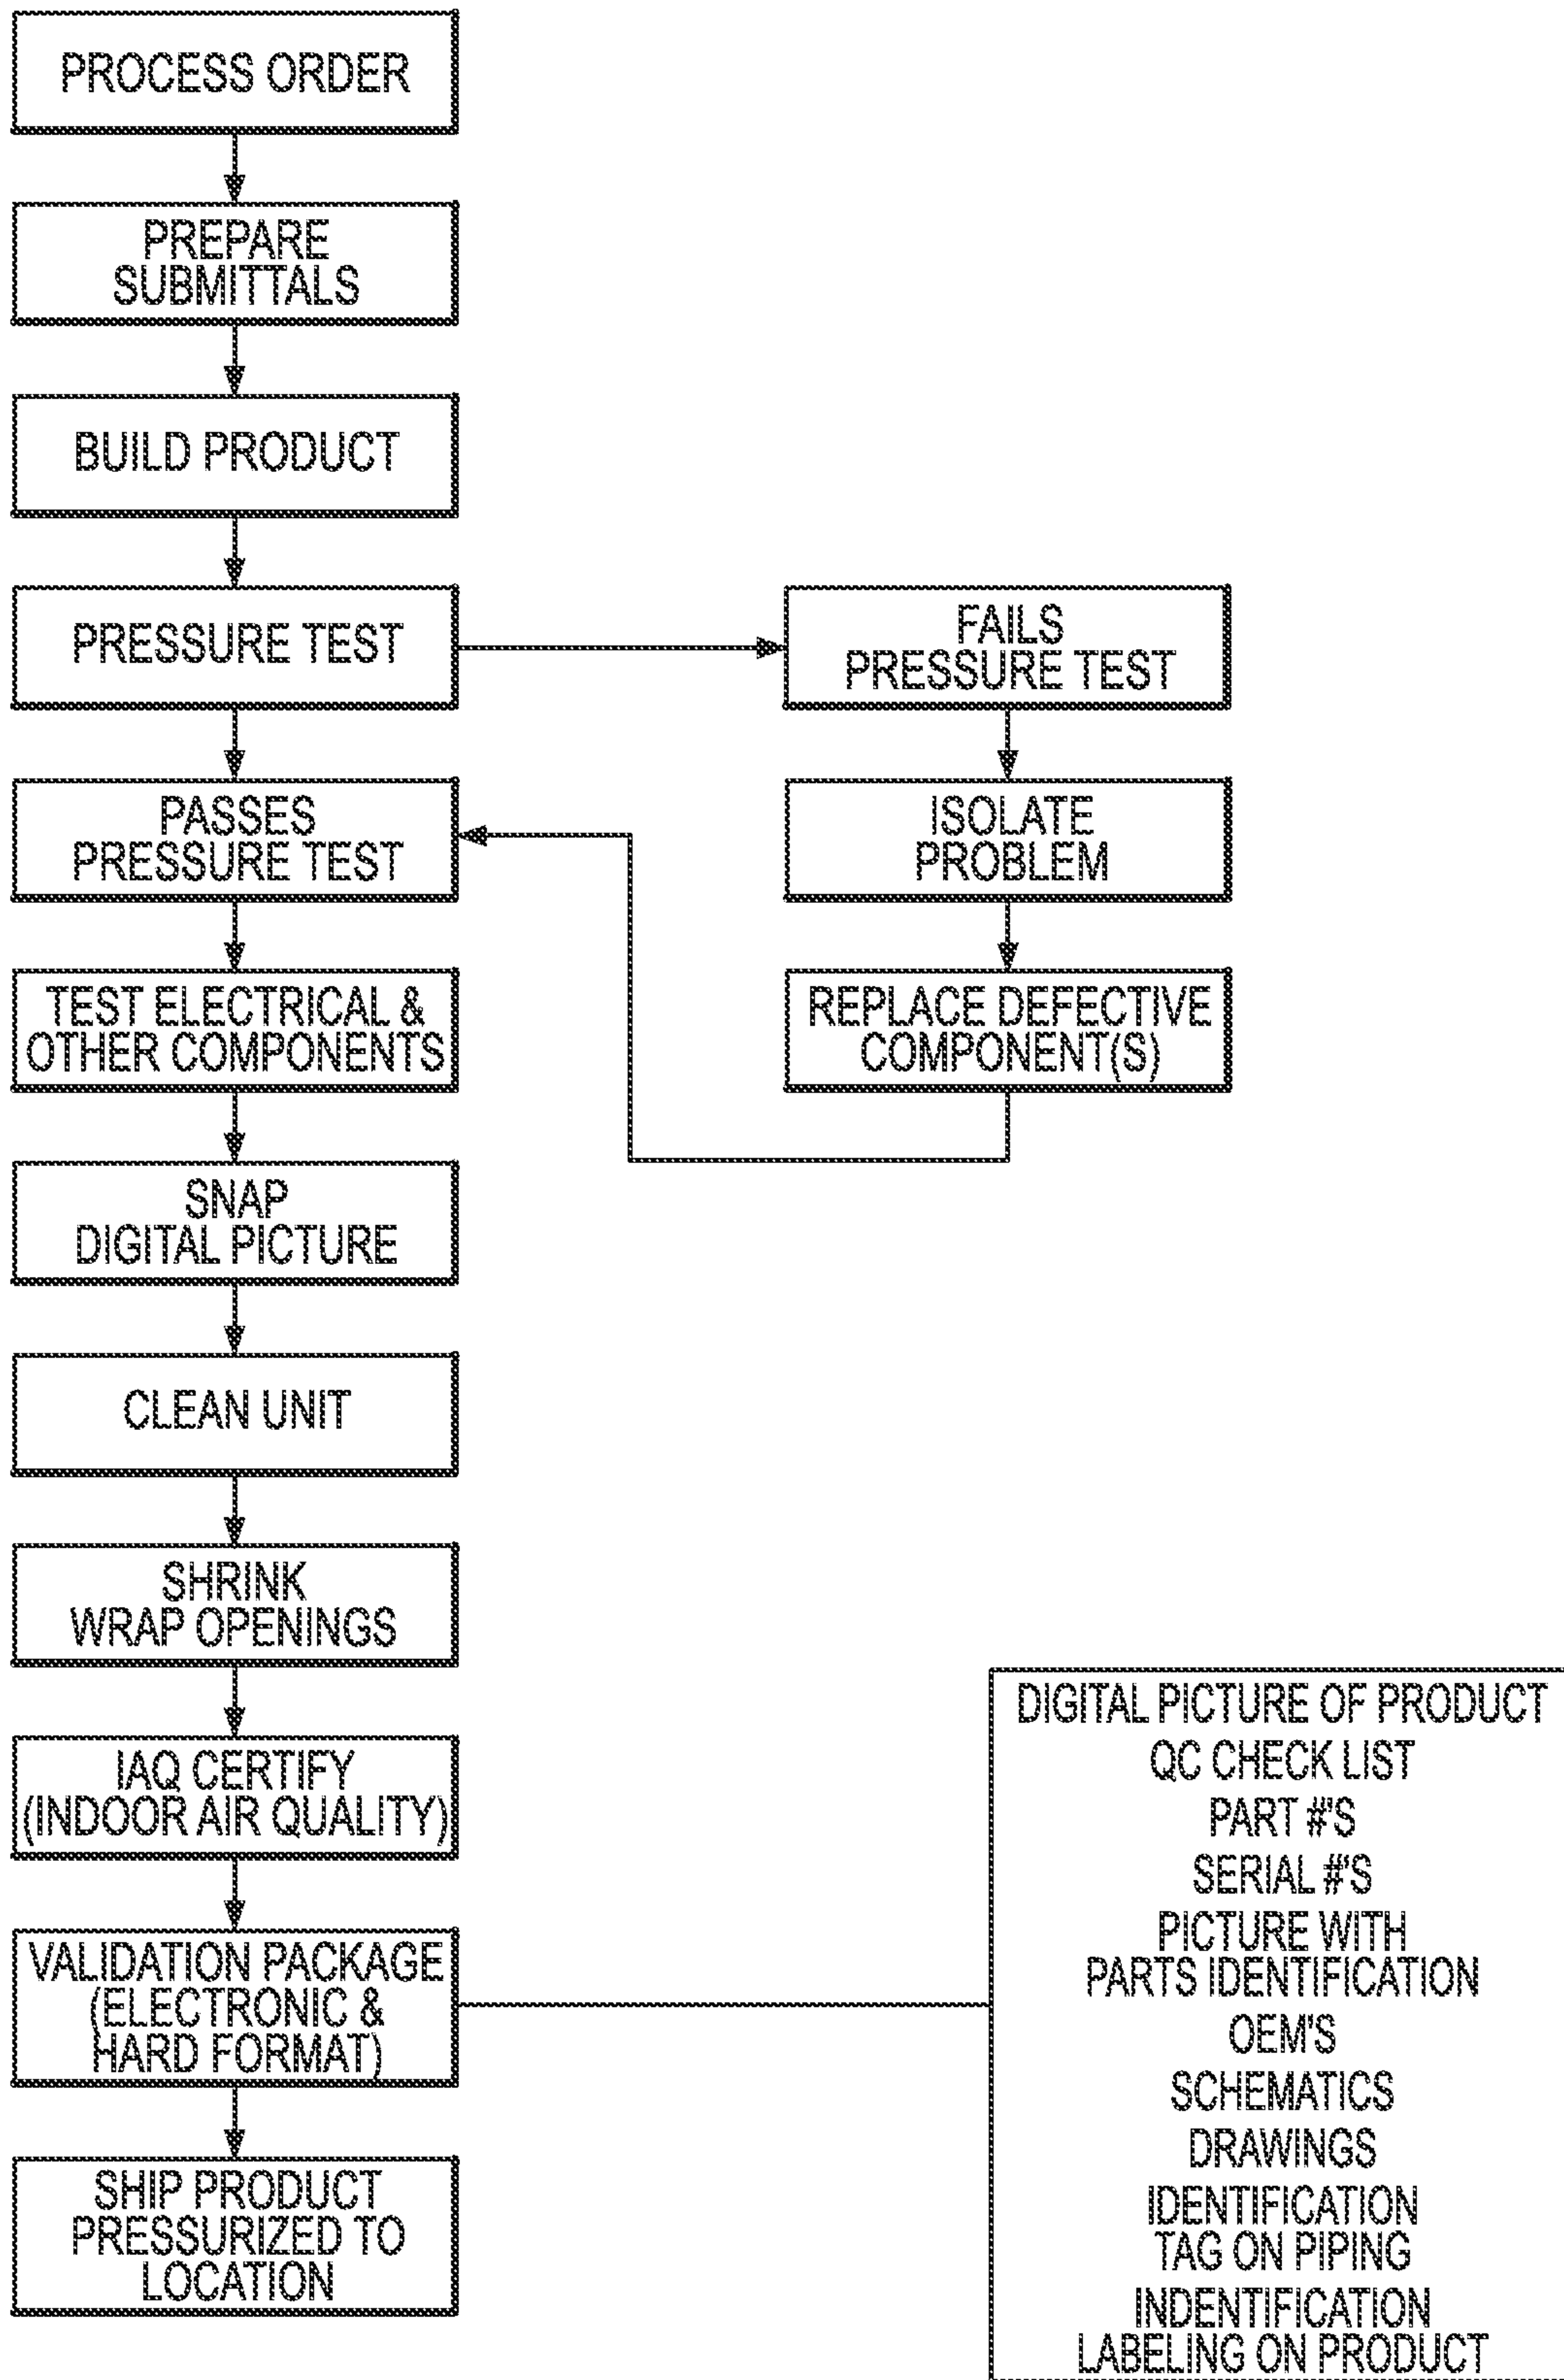 PROCESS ORDER
PREPARE
SUBMITTALS
BUILD PRODUCT
PRESSURE TEST
FAILS
PRESSURE TEST
PASSES
PRESSURE TEST
ISOLATE
PROBLEM
TEST ELECTRICAL &
OTHER COMPONENTS
REPLACE DEFECTIVE
COMPONENT(S)
SNAP
DIGITAL PICTURE
CLEAN UNIT
SHRINK
WRAP OPENINGS
IAQ CERTIFY
(INDOOR AIR QUALITY)
VALIDATION PACKAGE
(ELECTRONIC &
HARD FORMAT)
SHIP PRODUCT
PRESSURIZED TO
LOCATION
DIGITAL PICTURE OF PRODUCT
QC CHECK LIST
PART #'S
SERIAL #'S
PICTURE WITH
PARTS IDENTIFICATION
OEM'S
SCHEMATICS
DRAWINGS
IDENTIFICATION
TAG ON PIPING
INDENTIFICATION
LABELING ON PRODUCT